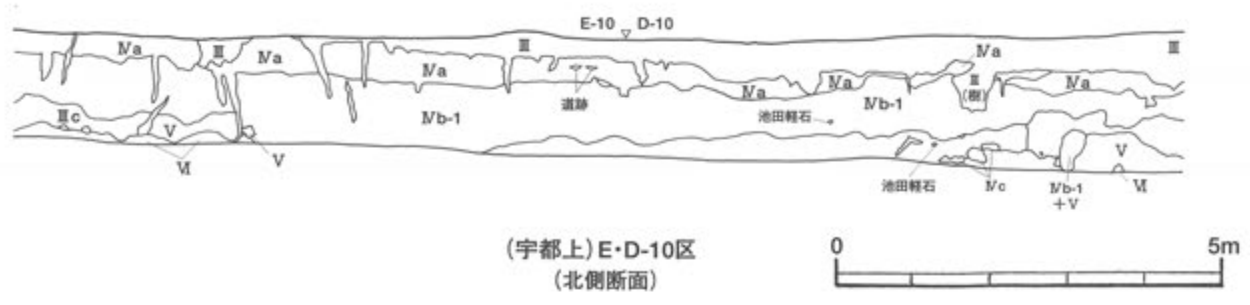 E-10 ▽ D-10
Ⅳa Ⅲ Ⅳa Ⅲ Ⅳa Ⅲ
Ⅳa Ⅳa Ⅳa Ⅲ(樹) Ⅳa
道跡
Ⅲc Ⅴ Ⅳb-1 池田軽石 Ⅳb-1
Ⅵ Ⅴ 池田軽石 Ⅳc Ⅳb-1+Ⅴ Ⅴ Ⅵ
(宇都上)E・D-10区
(北側断面)
0 5m